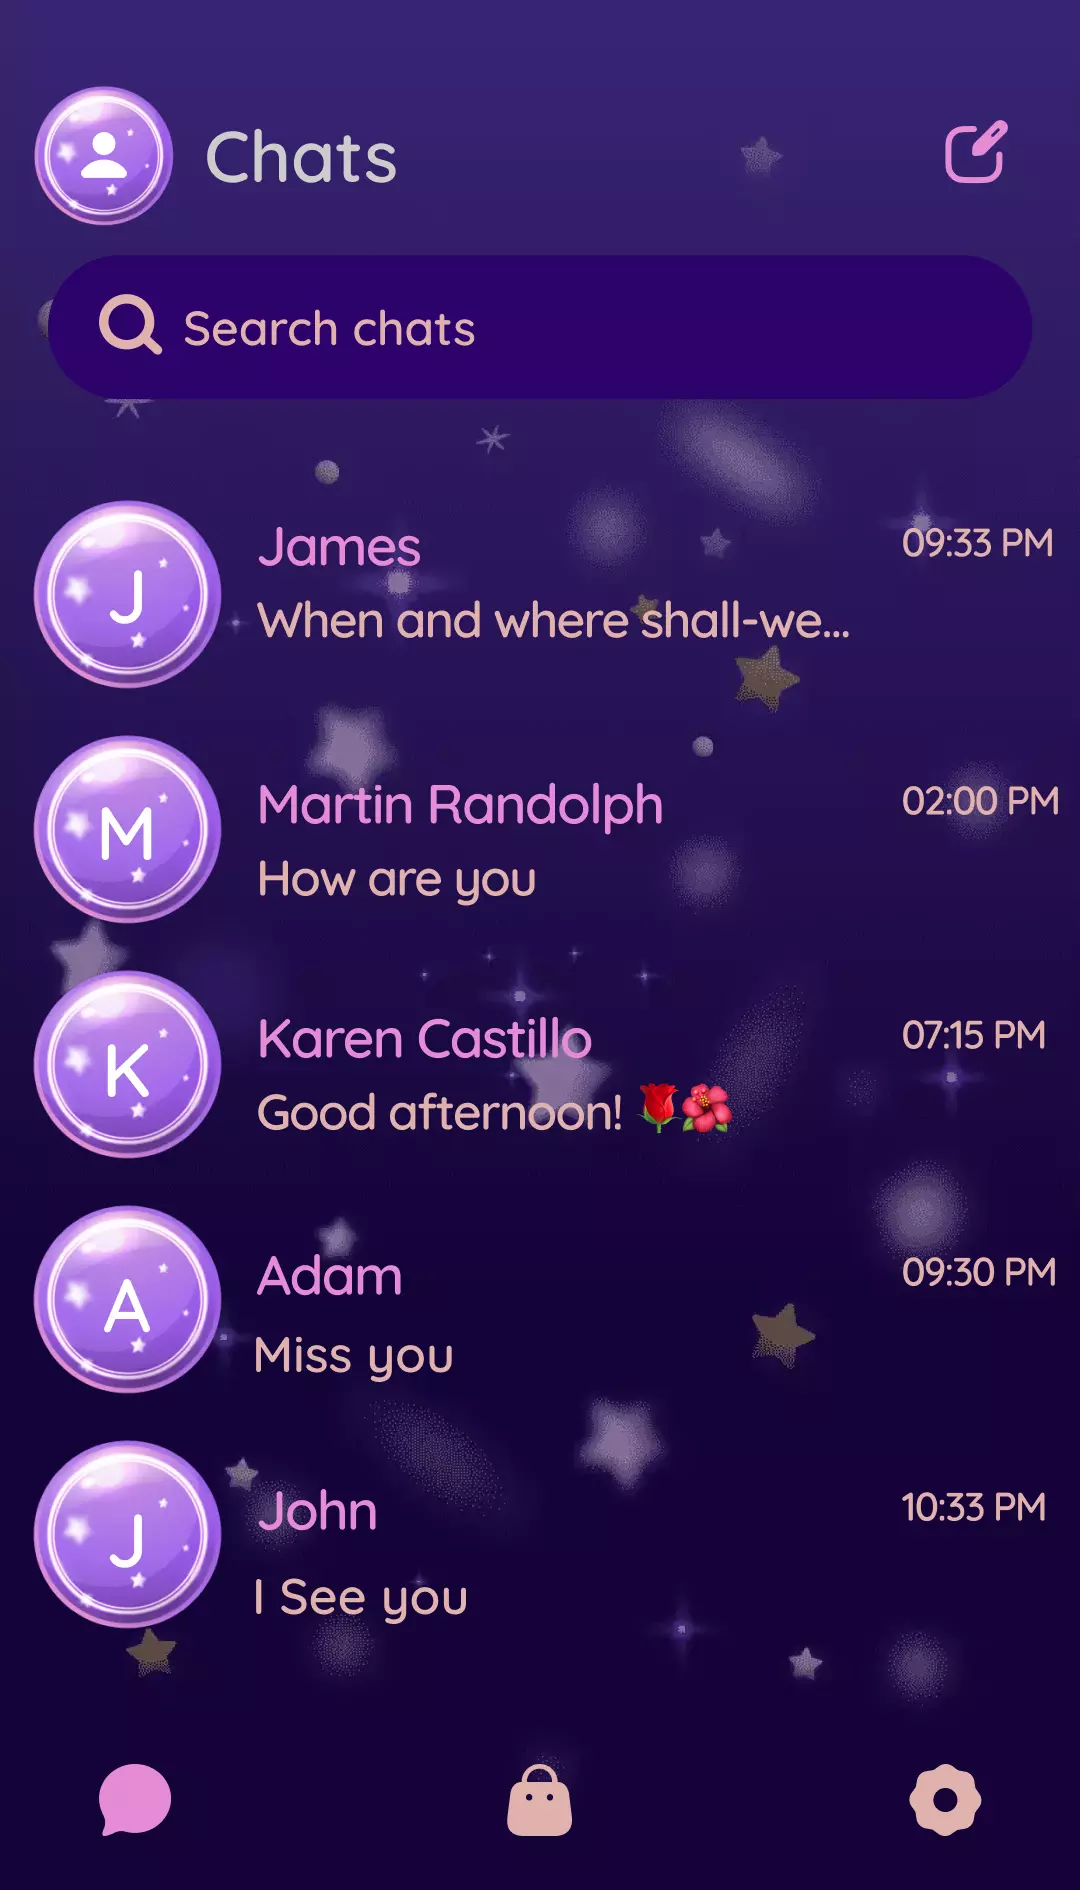 Chats
Search chats
J
James
09:33 PM
When and where shall-we...
M
Martin Randolph
02:00 PM
How are you
K
Karen Castillo
07:15 PM
Good afternoon! 🌹🌺
A
Adam
09:30 PM
Miss you
J
John
10:33 PM
I See you